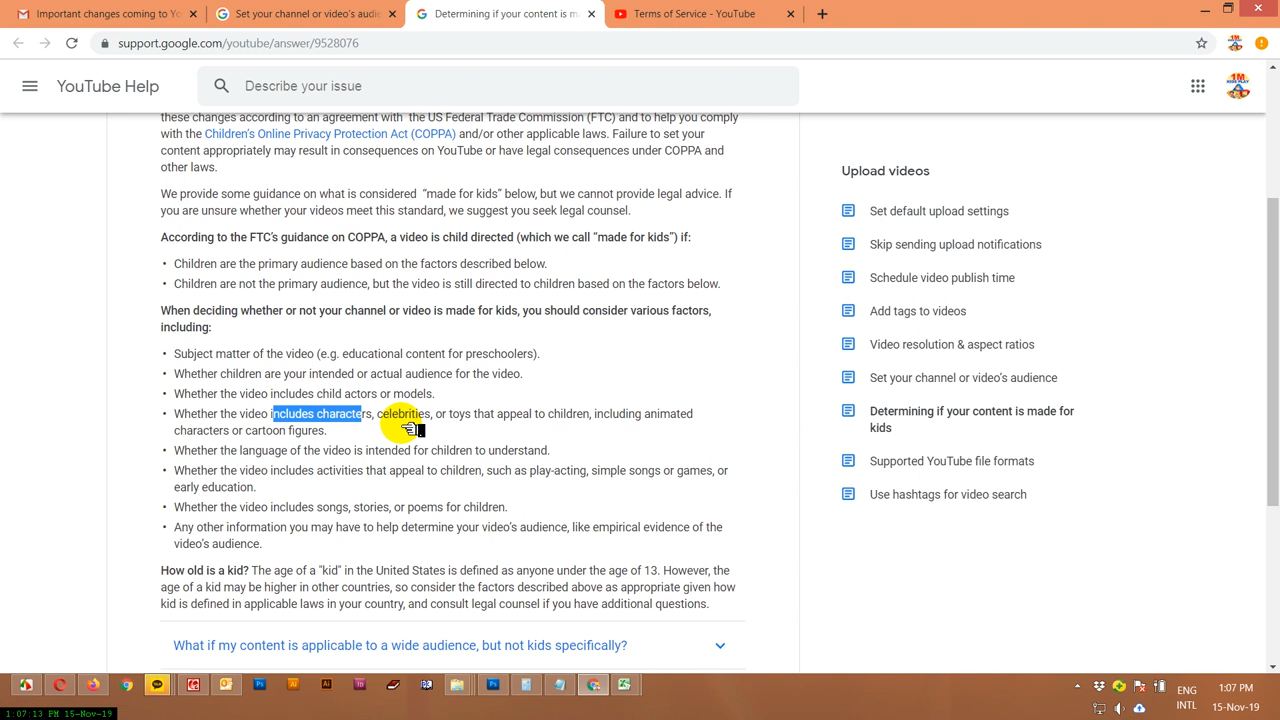 Important changes coming to Yo
Set your channel or video's audie
Determining if your content is ma
Terms of Service - YouTube
support.google.com/youtube/answer/9528076
YouTube Help
Describe your issue
1M
KIDS PLAY
these changes according to an agreement with the US Federal Trade Commission (FTC) and to help you comply
with the Children's Online Privacy Protection Act (COPPA) and/or other applicable laws. Failure to set your
content appropriately may result in consequences on YouTube or have legal consequences under COPPA and
other laws.
We provide some guidance on what is considered “made for kids” below, but we cannot provide legal advice. If
you are unsure whether your videos meet this standard, we suggest you seek legal counsel.
According to the FTC's guidance on COPPA, a video is child directed (which we call “made for kids”) if:
• Children are the primary audience based on the factors described below.
• Children are not the primary audience, but the video is still directed to children based on the factors below.
When deciding whether or not your channel or video is made for kids, you should consider various factors,
including:
• Subject matter of the video (e.g. educational content for preschoolers).
• Whether children are your intended or actual audience for the video.
• Whether the video includes child actors or models.
• Whether the video includes characters, celebrities, or toys that appeal to children, including animated
characters or cartoon figures.
• Whether the language of the video is intended for children to understand.
• Whether the video includes activities that appeal to children, such as play-acting, simple songs or games, or
early education.
• Whether the video includes songs, stories, or poems for children.
• Any other information you may have to help determine your video's audience, like empirical evidence of the
video's audience.
How old is a kid? The age of a "kid" in the United States is defined as anyone under the age of 13. However, the
age of a kid may be higher in other countries, so consider the factors described above as appropriate given how
kid is defined in applicable laws in your country, and consult legal counsel if you have additional questions.
What if my content is applicable to a wide audience, but not kids specifically?
Upload videos
Set default upload settings
Skip sending upload notifications
Schedule video publish time
Add tags to videos
Video resolution & aspect ratios
Set your channel or video's audience
Determining if your content is made for
kids
Supported YouTube file formats
Use hashtags for video search
ENG
INTL
1:07 PM
15-Nov-19
1:07:13 PM 15-Nov-19